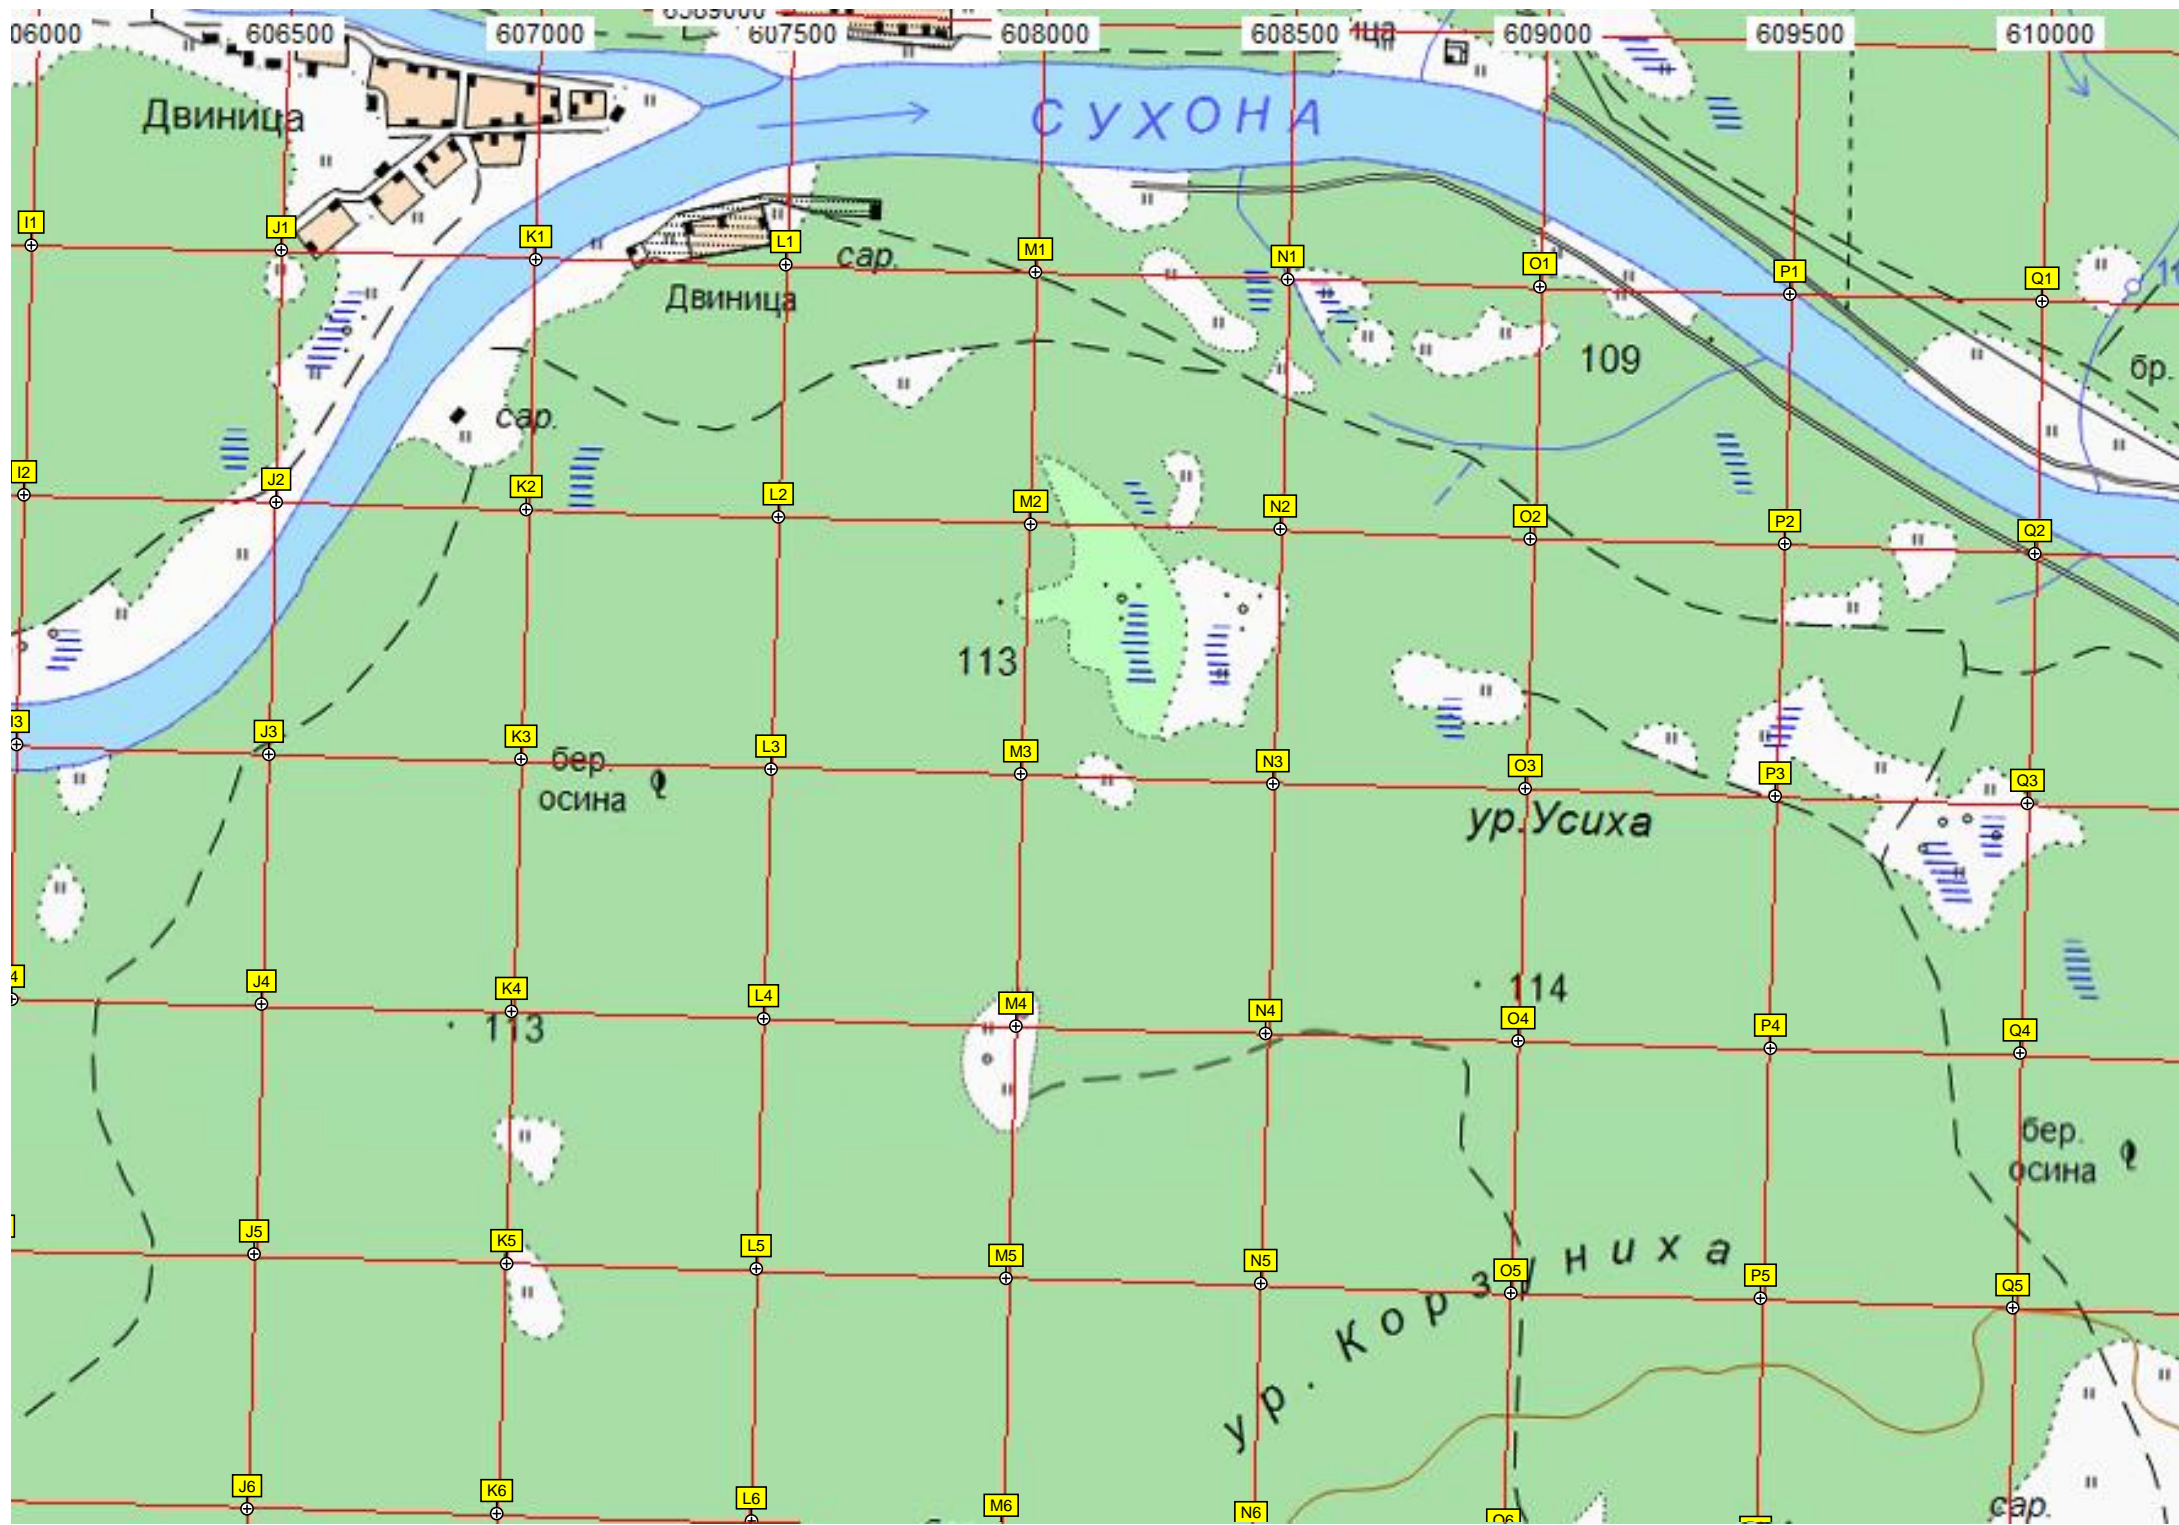 606500 607000 607500 608000 608500 609000 609500 610000
Двиница
СУХОНА
I1 J1 K1 L1 M1 N1 O1 P1 Q1
сар.
Двиница
109
бр.
сар.
I2 J2 K2 L2 M2 N2 O2 P2 Q2
113
J3 K3 L3 M3 N3 O3 P3 Q3
бер.
осина
ур.Усиха
114
J4 K4 L4 M4 N4 O4 P4 Q4
113
бер.
осина
J5 K5 L5 M5 N5 O5 P5 Q5
ур. Корзуниха
J6 K6 L6 M6 N6 O6
сар.